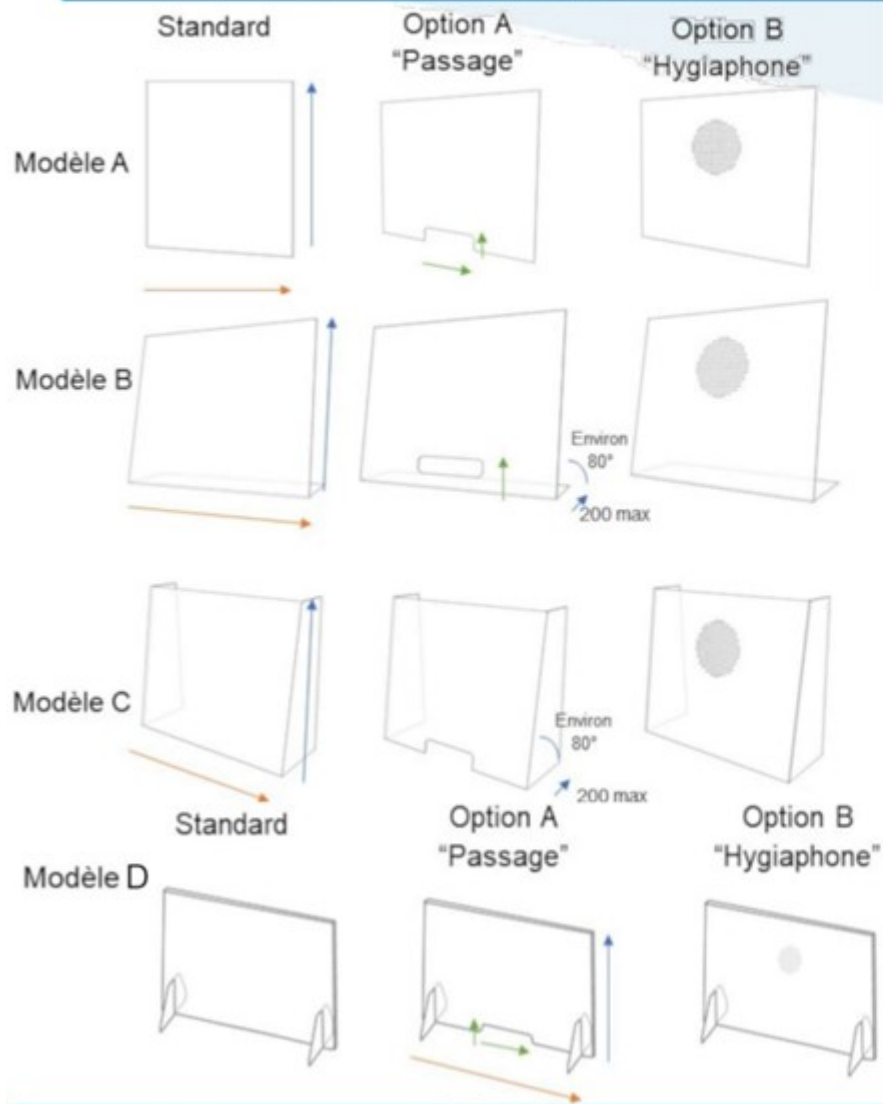 Standard
Option A
“Passage”
Option B
“Hygiaphone”
Modèle A
Modèle B
Environ
80°
200 max
Modèle C
Environ
80°
200 max
Standard
Option A
“Passage”
Option B
“Hygiaphone”
Modèle D